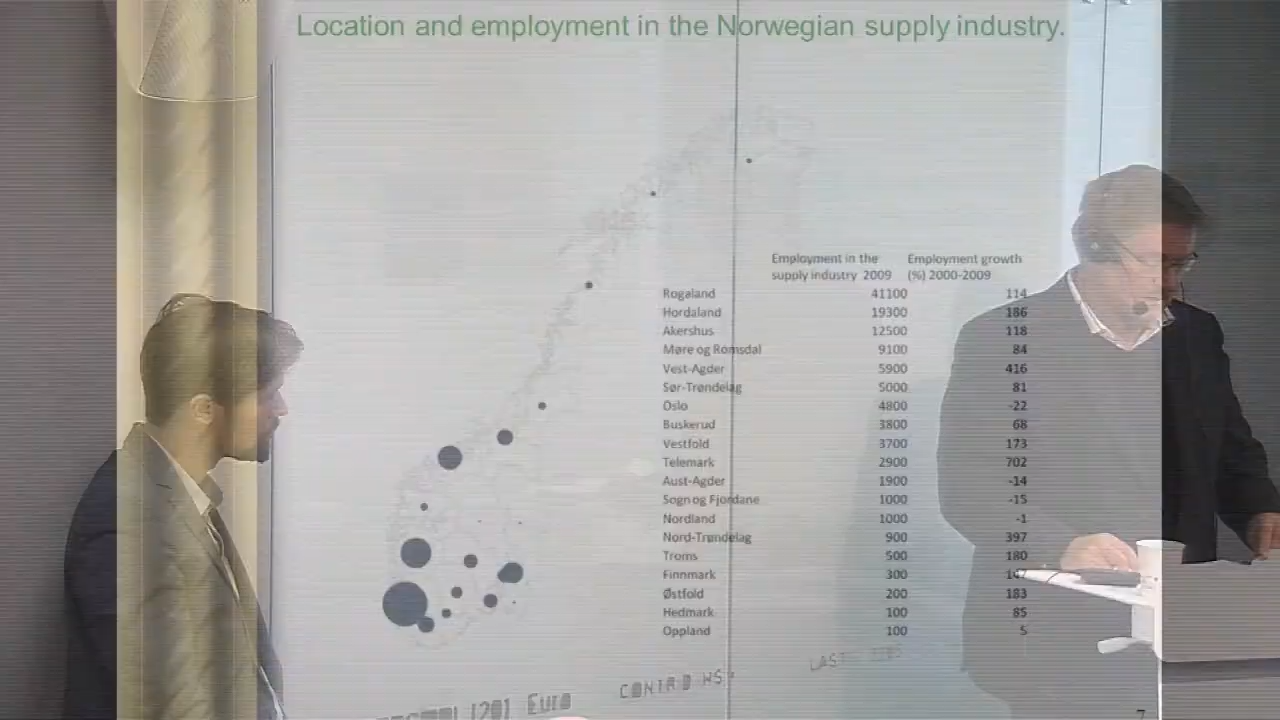 Location and employment in the Norwegian supply industry.
Employment in the supply industry 2009 Employment growth (%) 2000-2009
Rogaland 41100 114
Hordaland 19300 186
Akershus 12500 118
Møre og Romsdal 9100 84
Vest-Agder 5900 416
Sør-Trøndelag 5000 81
Oslo 4800 -22
Buskerud 3800 68
Vestfold 3700 173
Telemark 2900 702
Aust-Agder 1900 -14
Sogn og Fjordane 1000 -15
Nordland 1000 -1
Nord-Trøndelag 900 397
Troms 500 180
Finnmark 300
Østfold 200 183
Hedmark 100 85
Oppland 100 5
Euro
7